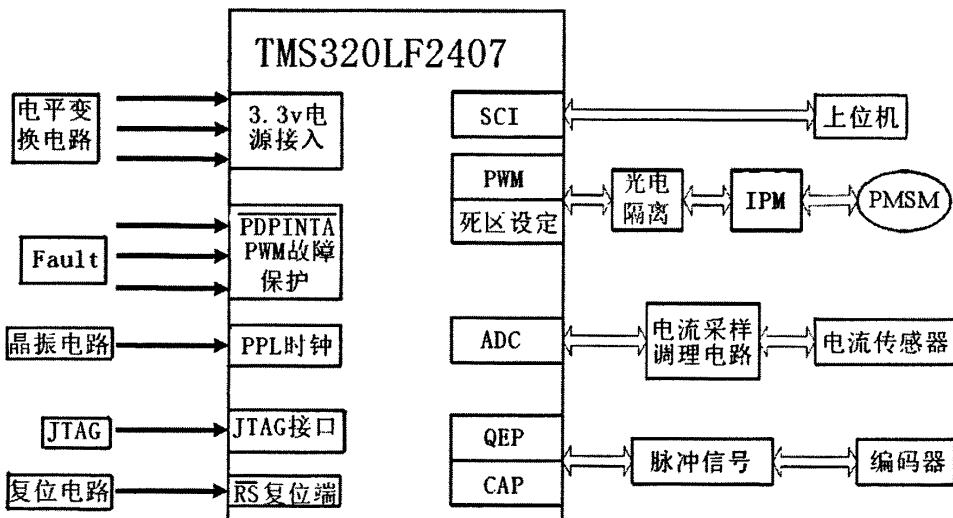 TMS320LF2407
电平变
换电路
3.3v电
源接入
SCI
上位机
PWM
死区设定
光电
隔离
IPM
PMSM
Fault
PDPINTA
PWM故障
保护
晶振电路
PPL时钟
ADC
电流采样
调理电路
电流传感器
JTAG
JTAG接口
QEP
CAP
脉冲信号
编码器
复位电路
RS复位端